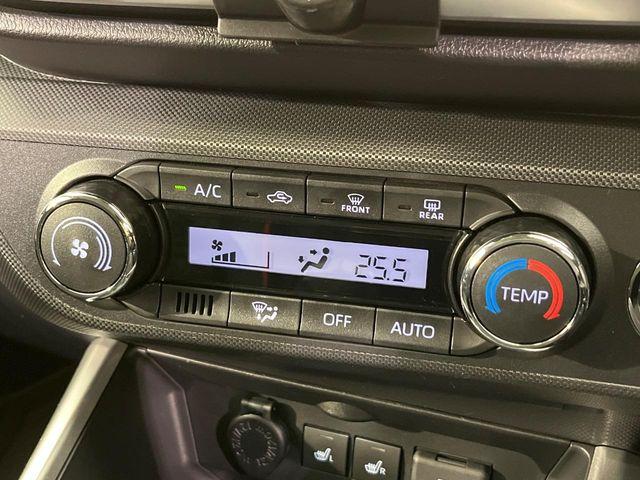 A/C
FRONT
REAR
25.5
TEMP
OFF
AUTO
L
R